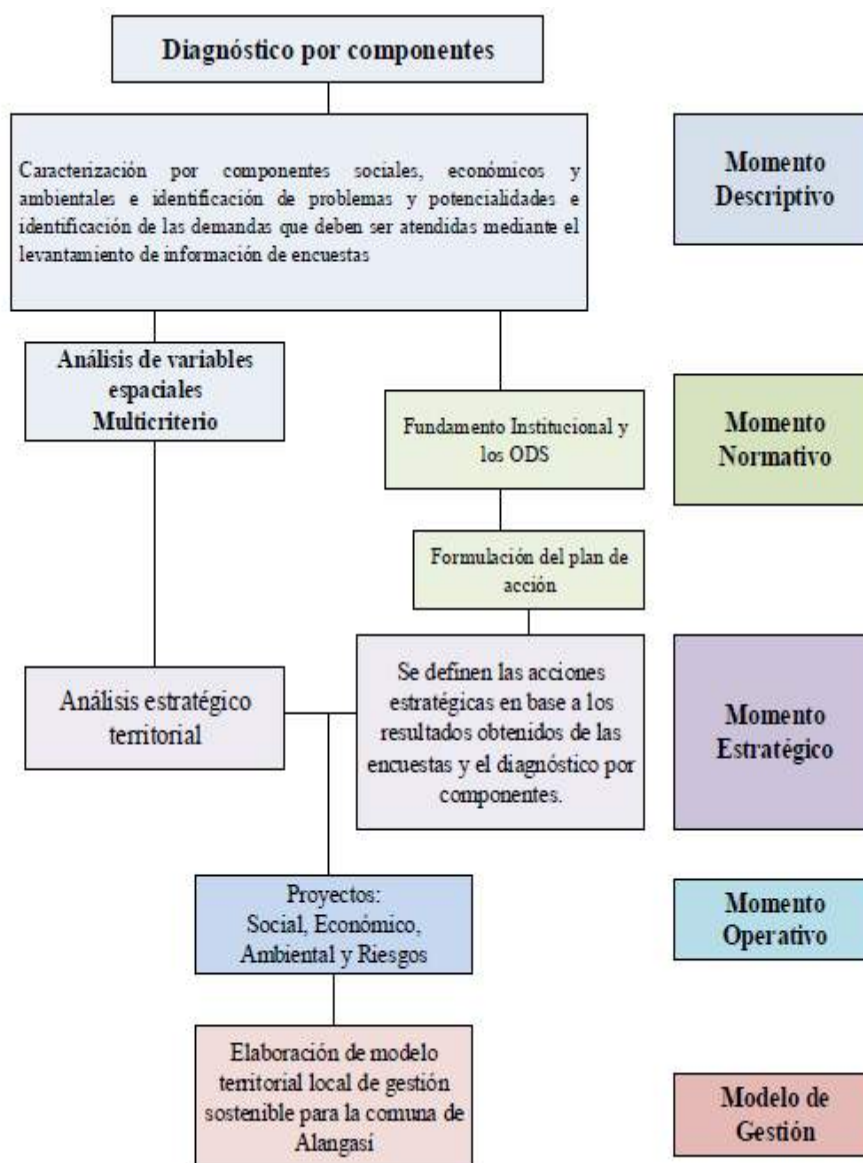 Diagnóstico por componentes
Caracterización por componentes sociales, económicos y
ambientales e identificación de problemas y potencialidades e
identificación de las demandas que deben ser atendidas mediante el
levantamiento de información de encuestas
Momento
Descriptivo
Análisis de variables
espaciales
Multicriterio
Fundamento Institucional y
los ODS
Momento
Normativo
Formulación del plan de
acción
Análisis estratégico
territorial
Se definen las acciones
estratégicas en base a los
resultados obtenidos de las
encuestas y el diagnóstico por
componentes.
Momento
Estratégico
Proyectos:
Social, Económico,
Ambiental y Riesgos
Momento
Operativo
Elaboración de modelo
territorial local de gestión
sostenible para la comuna de
Alangasí
Modelo de
Gestión